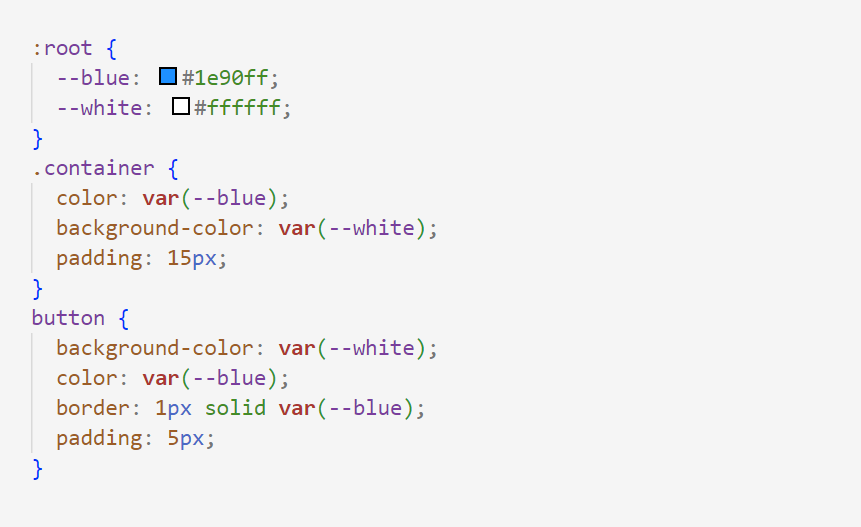 :root {
  --blue: #1e90ff;
  --white: #ffffff;
}
.container {
  color: var(--blue);
  background-color: var(--white);
  padding: 15px;
}
button {
  background-color: var(--white);
  color: var(--blue);
  border: 1px solid var(--blue);
  padding: 5px;
}